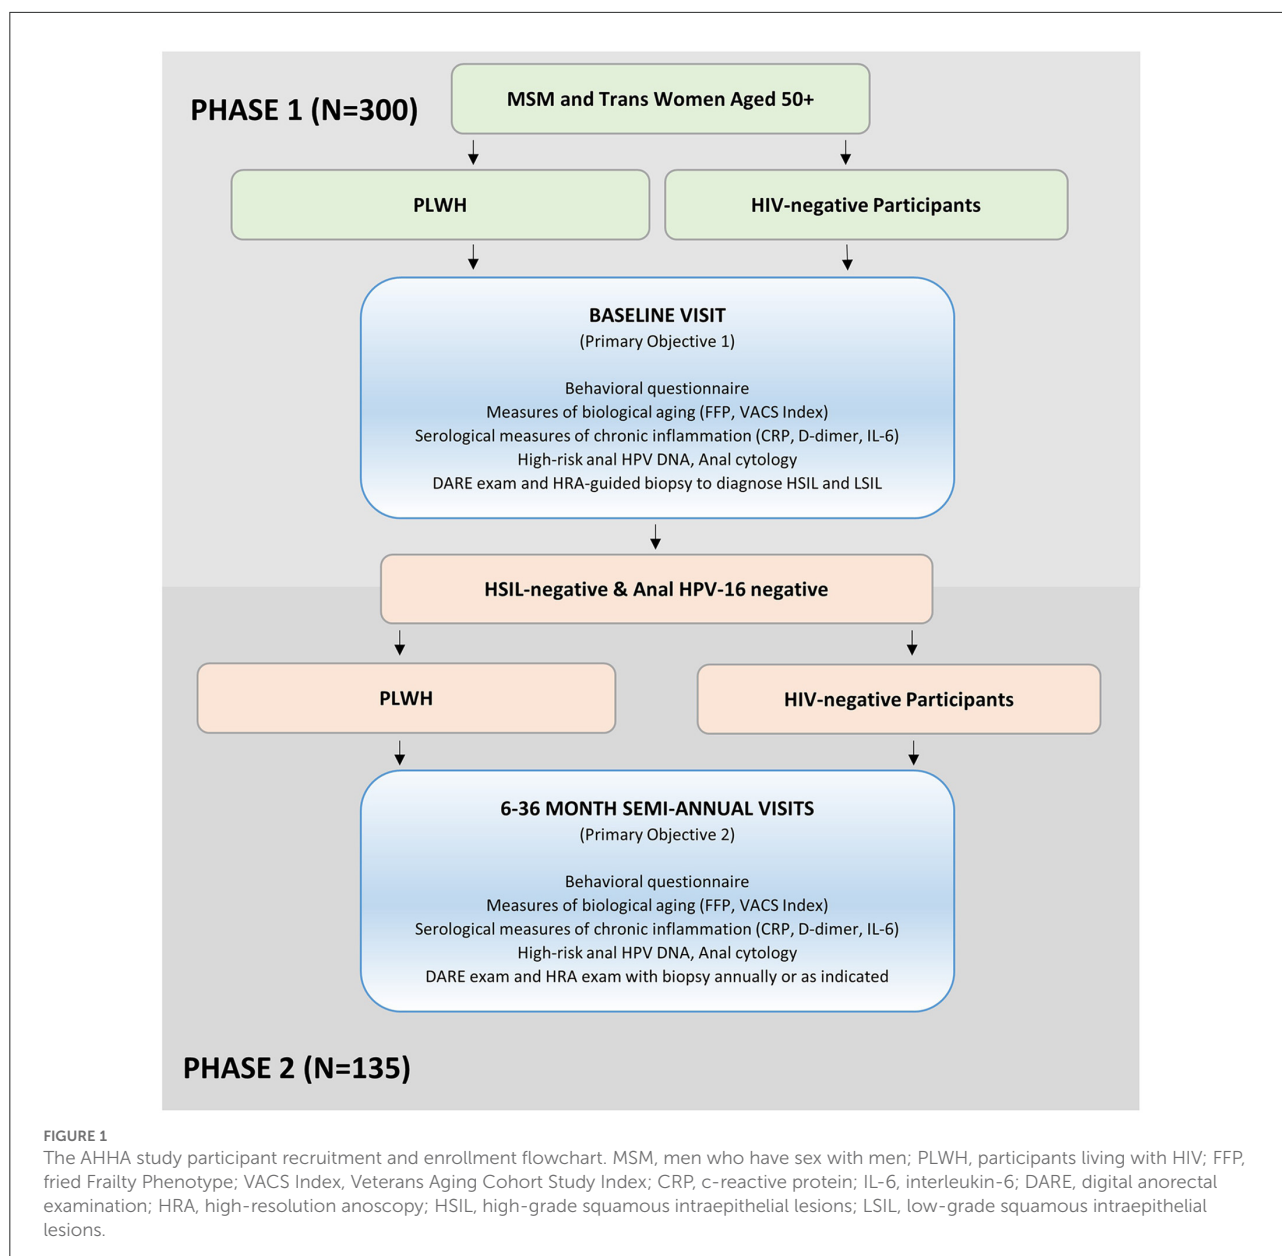 PHASE 1 (N=300)
MSM and Trans Women Aged 50+
PLWH
HIV-negative Participants
BASELINE VISIT
(Primary Objective 1)
Behavioral questionnaire
Measures of biological aging (FFP, VACS Index)
Serological measures of chronic inflammation (CRP, D-dimer, IL-6)
High-risk anal HPV DNA, Anal cytology
DARE exam and HRA-guided biopsy to diagnose HSIL and LSIL
HSIL-negative & Anal HPV-16 negative
PLWH
HIV-negative Participants
6-36 MONTH SEMI-ANNUAL VISITS
(Primary Objective 2)
Behavioral questionnaire
Measures of biological aging (FFP, VACS Index)
Serological measures of chronic inflammation (CRP, D-dimer, IL-6)
High-risk anal HPV DNA, Anal cytology
DARE exam and HRA exam with biopsy annually or as indicated
PHASE 2 (N=135)
FIGURE 1
The AHHA study participant recruitment and enrollment flowchart. MSM, men who have sex with men; PLWH, participants living with HIV; FFP,
fried Frailty Phenotype; VACS Index, Veterans Aging Cohort Study Index; CRP, c-reactive protein; IL-6, interleukin-6; DARE, digital anorectal
examination; HRA, high-resolution anoscopy; HSIL, high-grade squamous intraepithelial lesions; LSIL, low-grade squamous intraepithelial
lesions.